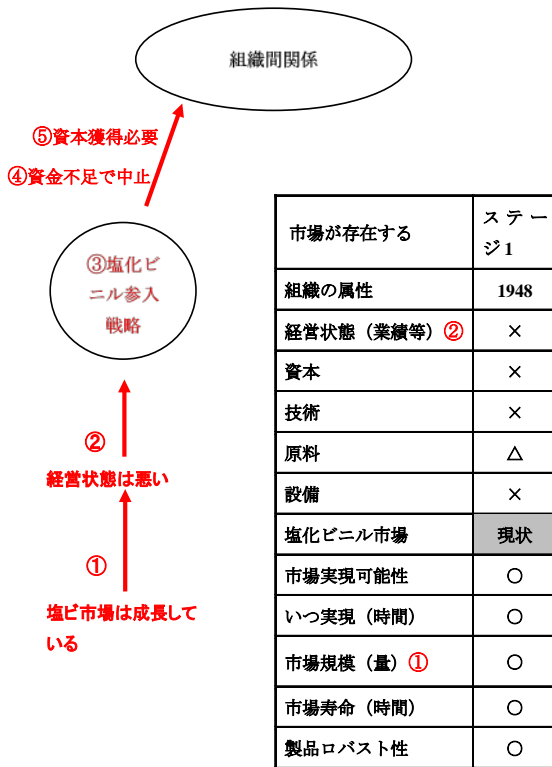 組織間関係
⑤資本獲得必要
④資金不足で中止
③塩化ビ
ニル参入
戦略
②
経営状態は悪い
①
塩ビ市場は成長して
いる
市場が存在する
ステー
ジ1
組織の属性 1948
経営状態（業績等）② ×
資本 ×
技術 ×
原料 △
設備 ×
塩化ビニル市場 現状
市場実現可能性 ○
いつ実現（時間） ○
市場規模（量）① ○
市場寿命（時間） ○
製品ロバスト性 ○